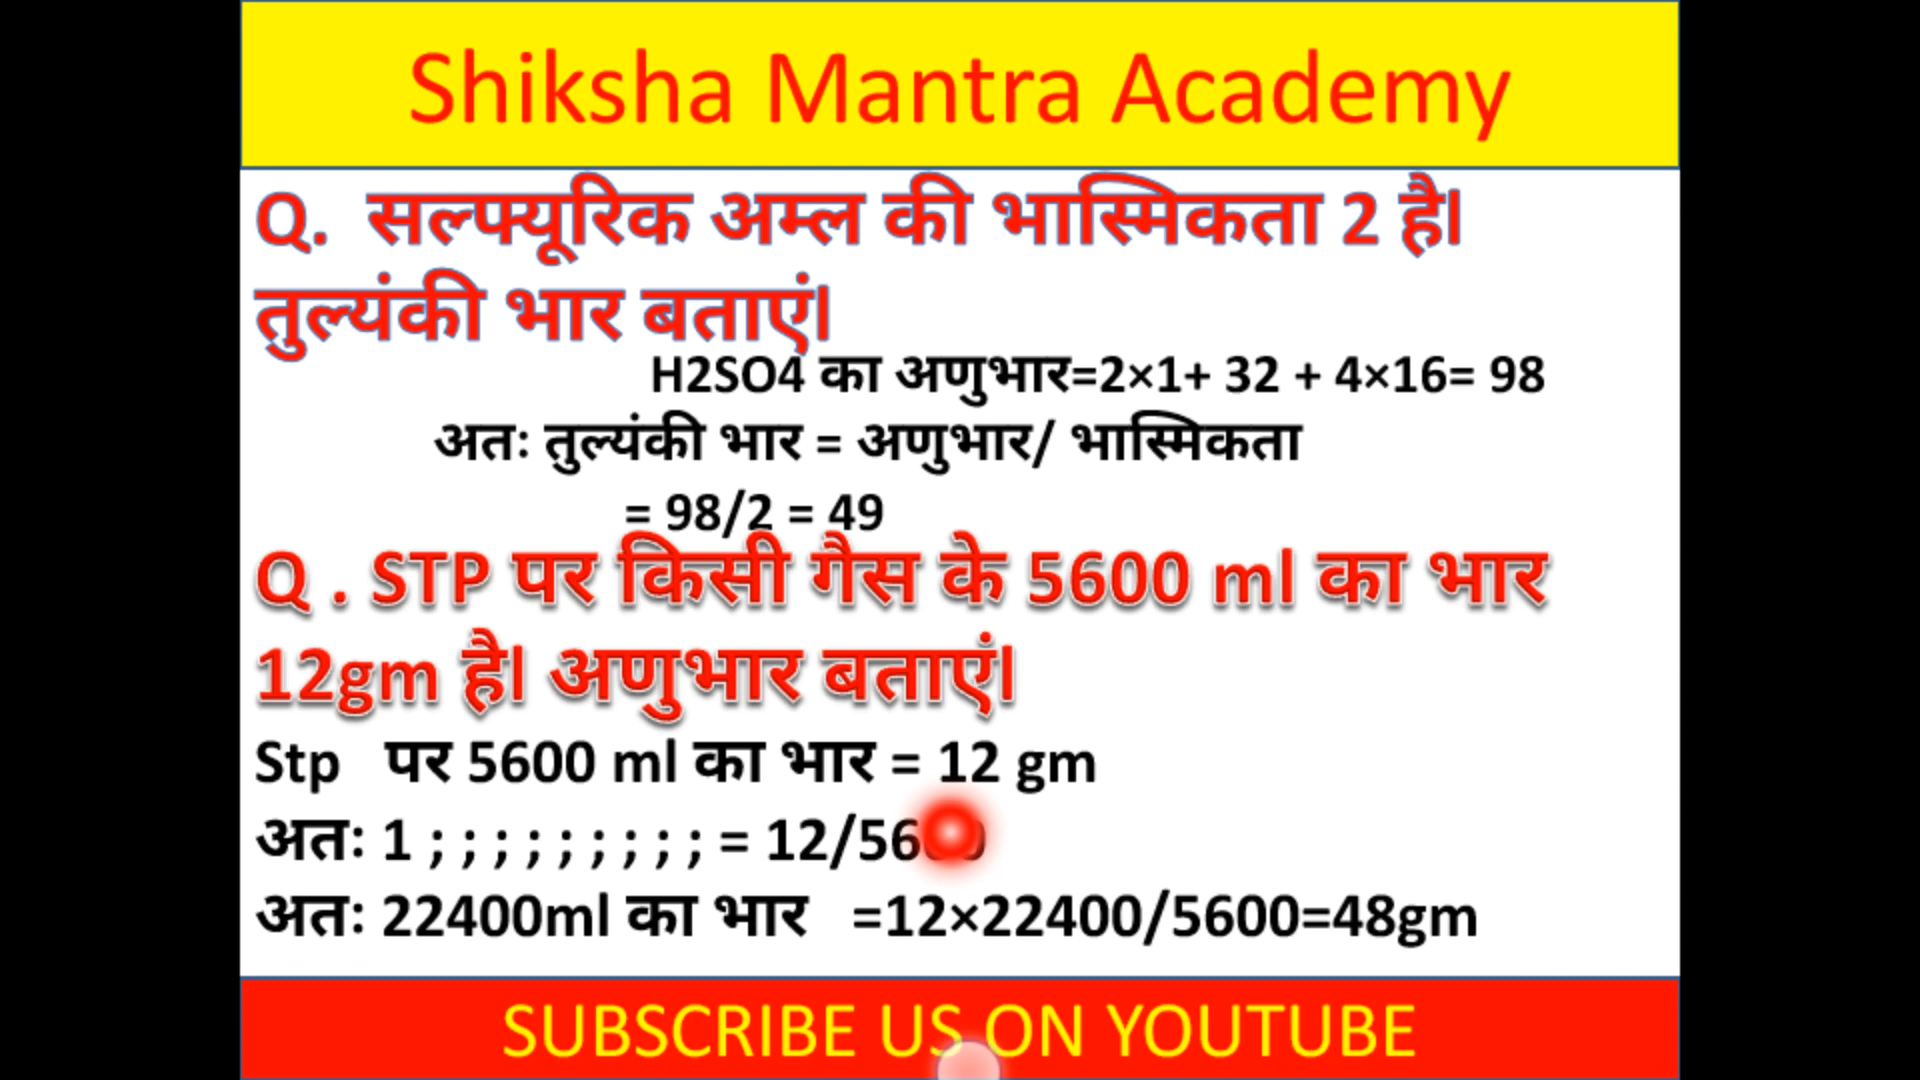 Shiksha Mantra Academy
Q. सल्फ्यूरिक अम्ल की भास्मिकता 2 है।
तुल्यंकी भार बताएं।
H2SO4 का अणुभार=2×1+ 32 + 4×16= 98
अतः तुल्यंकी भार = अणुभार/ भास्मिकता
= 98/2 = 49
Q . STP पर किसी गैस के 5600 ml का भार
12gm है। अणुभार बताएं।
Stp पर 5600 ml का भार = 12 gm
अतः 1 ; ; ; ; ; ; ; ; ; = 12/5600
अतः 22400ml का भार =12×22400/5600=48gm
SUBSCRIBE US ON YOUTUBE